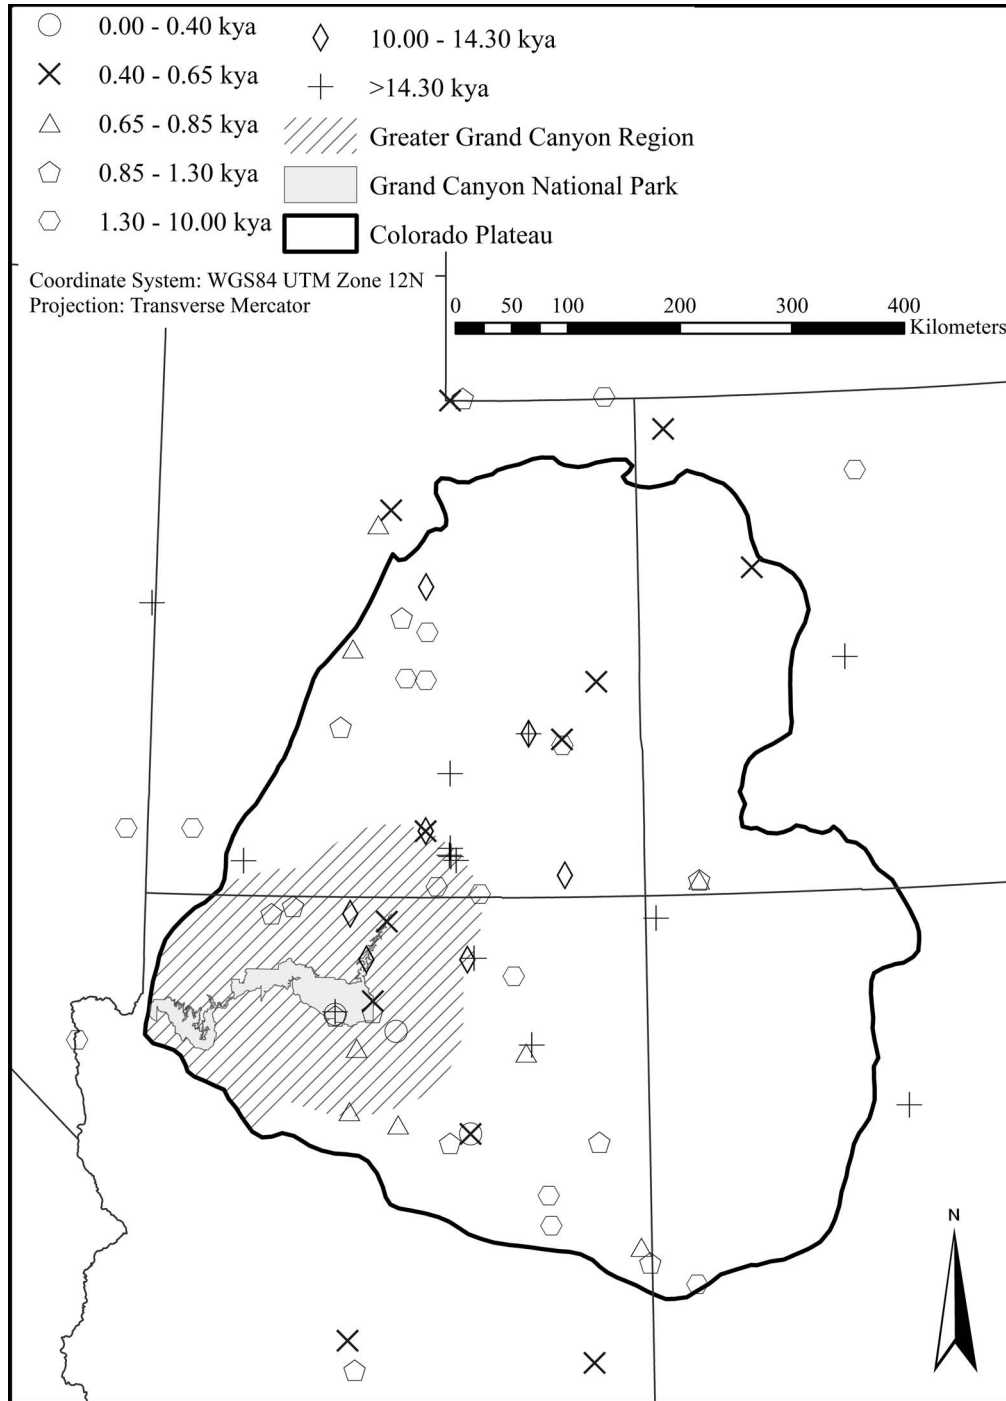 0.00 - 0.40 kya
0.40 - 0.65 kya
0.65 - 0.85 kya
0.85 - 1.30 kya
1.30 - 10.00 kya
10.00 - 14.30 kya
>14.30 kya
Greater Grand Canyon Region
Grand Canyon National Park
Colorado Plateau
Coordinate System: WGS84 UTM Zone 12N
Projection: Transverse Mercator
0 50 100 200 300 400
Kilometers
N